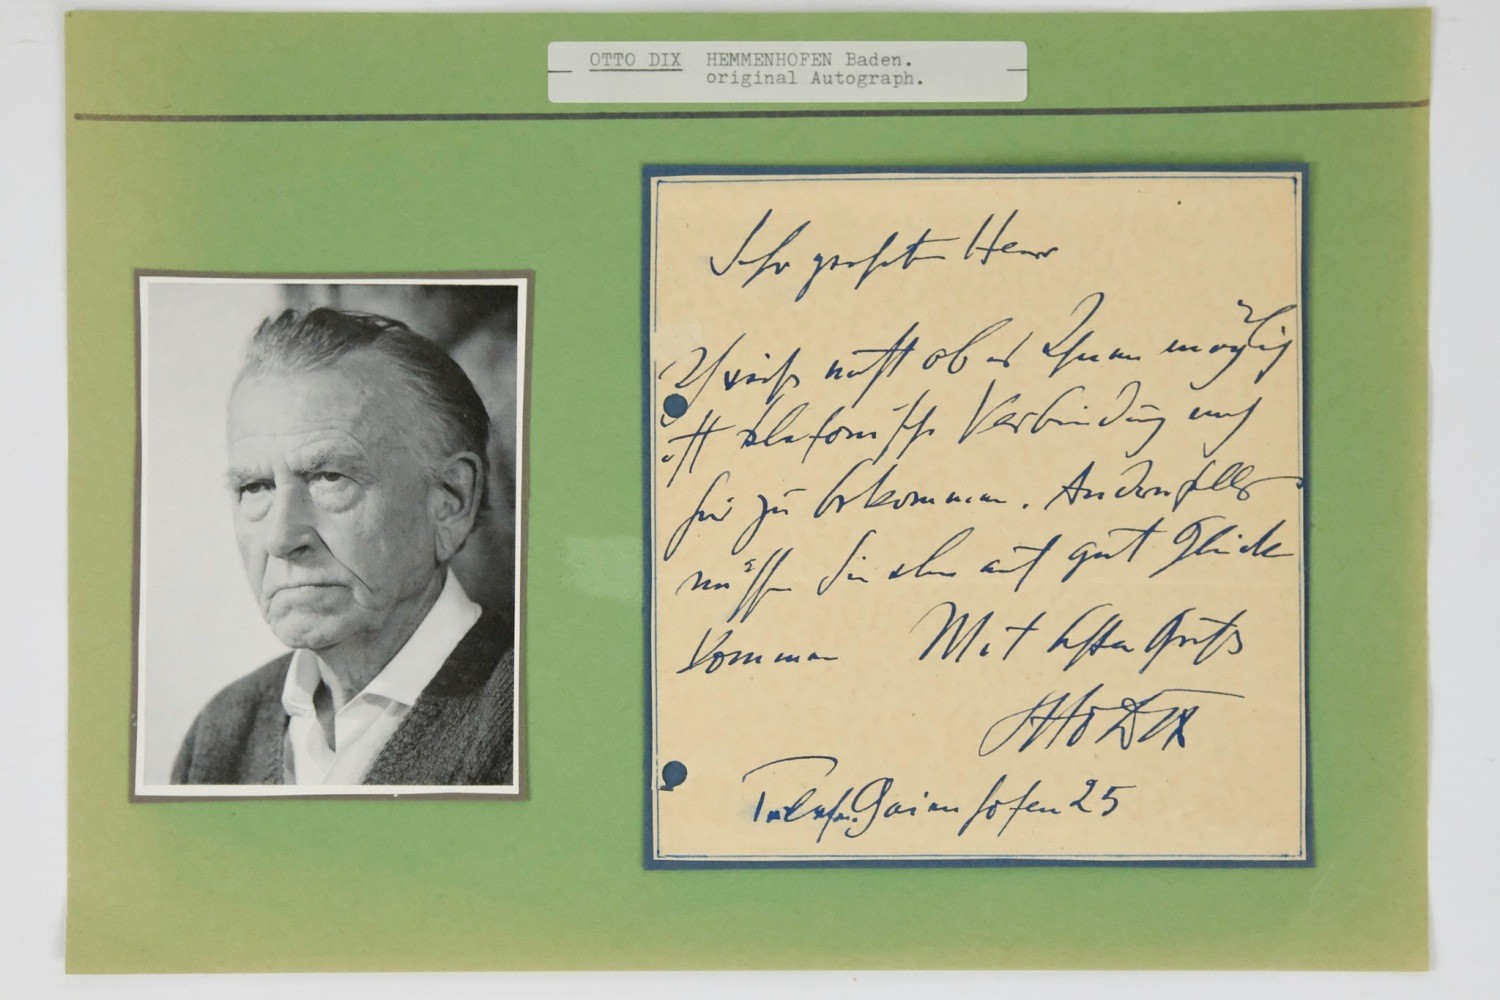 OTTO DIX HEMMENHOFEN Baden.
original Autograph.
Sehr geehrter Herr
Ich weiß nicht ob es Ihnen möglich
ist telefonische Verbindung nach
hier zu bekommen. Andernfalls
müssen Sie eben auf gut Glück
kommen Mit besten Gruß
Otto Dix
Telefon. Gaienhofen 25